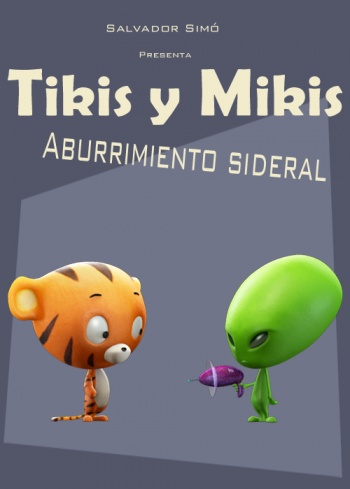 Salvador Simó
Presenta
Tikis y Mikis
Aburrimiento sideral